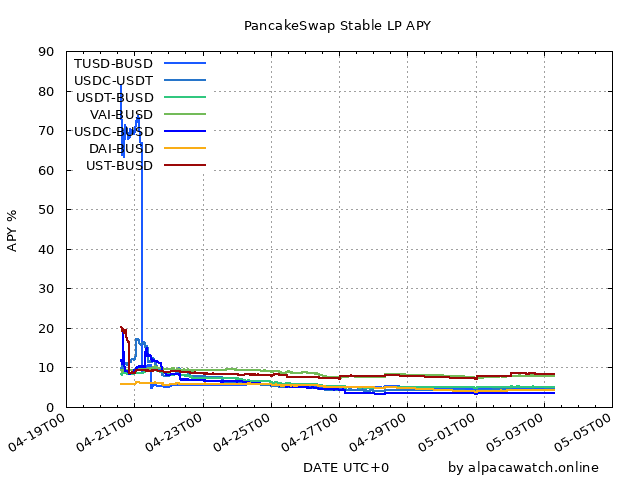 PancakeSwap Stable LP APY
APY %
90
80
70
60
50
40
30
20
10
0
TUSD-BUSD
USDC-USDT
USDT-BUSD
VAI-BUSD
USDC-BUSD
DAI-BUSD
UST-BUSD
04-19T00
04-21T00
04-23T00
04-25T00
04-27T00
04-29T00
05-01T00
05-03T00
05-05T00
DATE UTC+0
by alpacawatch.online